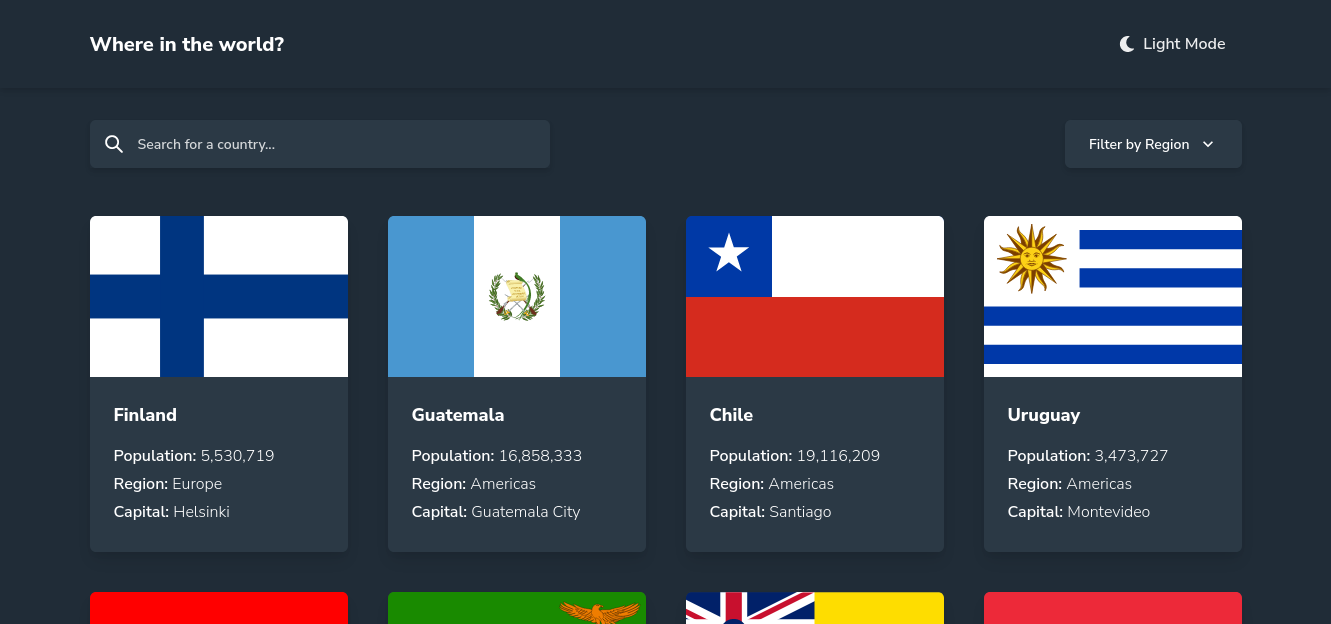 Where in the world?
Light Mode
Search for a country...
Filter by Region
Finland
Population: 5,530,719
Region: Europe
Capital: Helsinki
Guatemala
Population: 16,858,333
Region: Americas
Capital: Guatemala City
Chile
Population: 19,116,209
Region: Americas
Capital: Santiago
Uruguay
Population: 3,473,727
Region: Americas
Capital: Montevideo